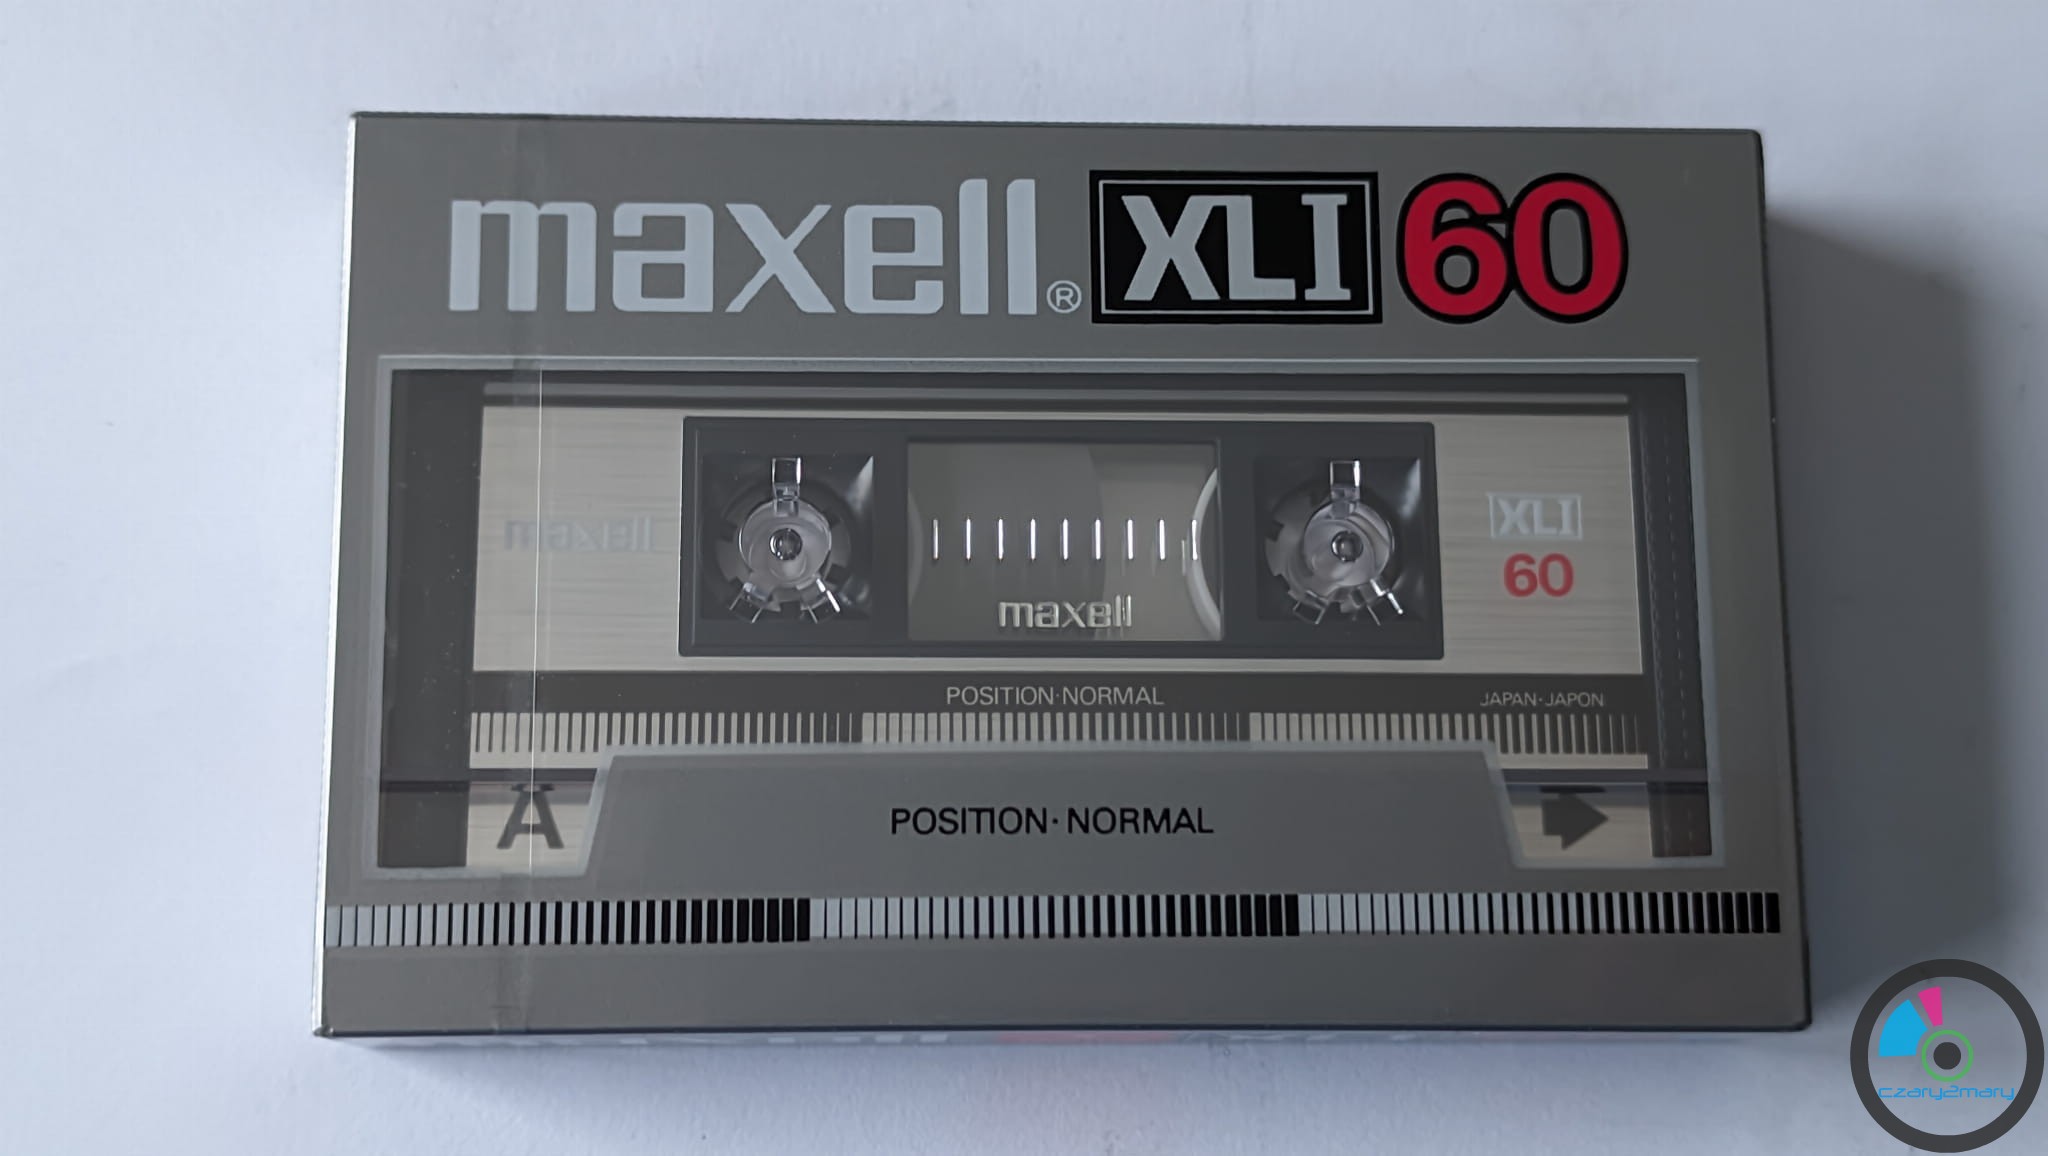 maxell® XLI 60
maxell XLI
60
maxell
POSITION·NORMAL JAPAN·JAPON
A
POSITION·NORMAL
czary2mary